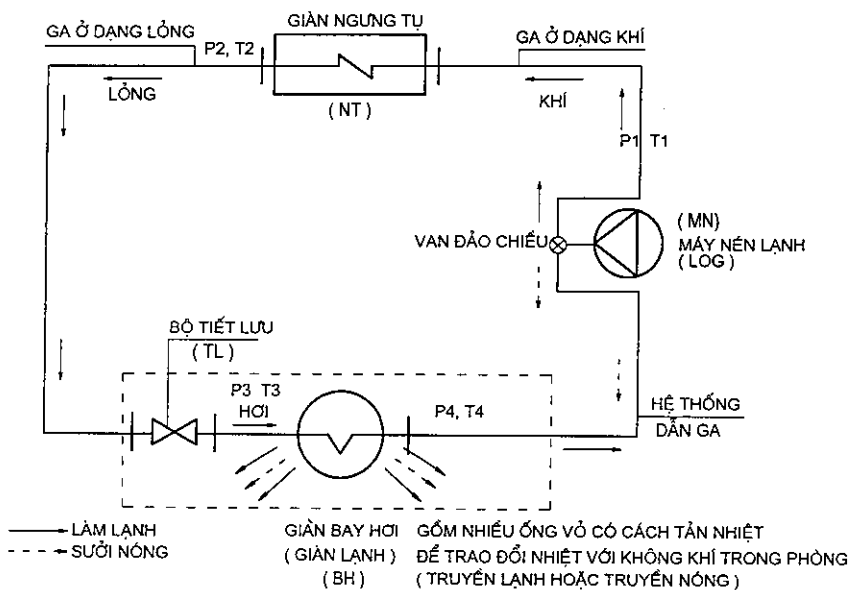 GIÀN NGƯNG TỤ
GA Ở DẠNG LỎNG
P2, T2
GA Ở DẠNG KHÍ
LỎNG
( NT )
KHÍ
P1 T1
( MN)
VAN ĐẢO CHIỀU
MÁY NÉN LẠNH
( LOG )
BỘ TIẾT LƯU
( TL )
P3 T3
HƠI
P4, T4
HỆ THỐNG
DẪN GA
LÀM LẠNH
SƯỞI NÓNG
GIÀN BAY HƠI
( GIÀN LẠNH )
( BH )
GỒM NHIỀU ỐNG VỎ CÓ CÁCH TẢN NHIỆT
ĐỂ TRAO ĐỔI NHIỆT VỚI KHÔNG KHÍ TRONG PHÒNG
( TRUYỀN LẠNH HOẶC TRUYỀN NÓNG )